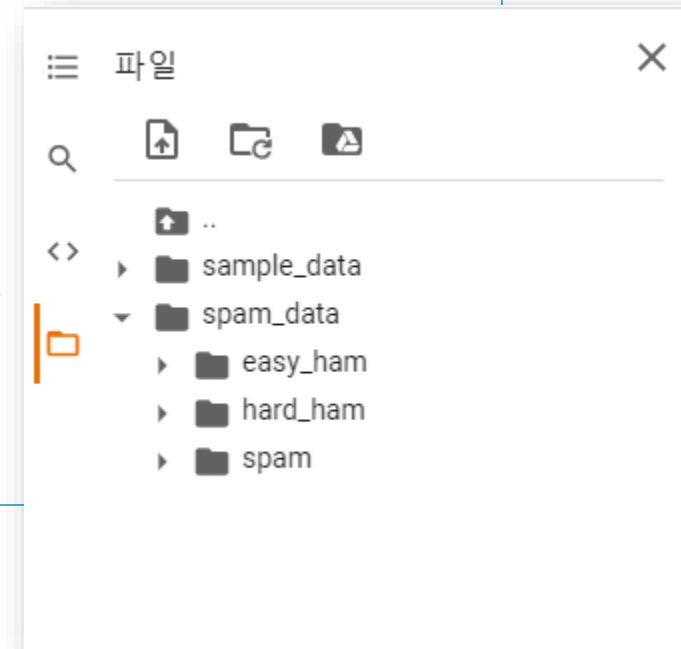 파일
..
sample_data
spam_data
easy_ham
hard_ham
spam